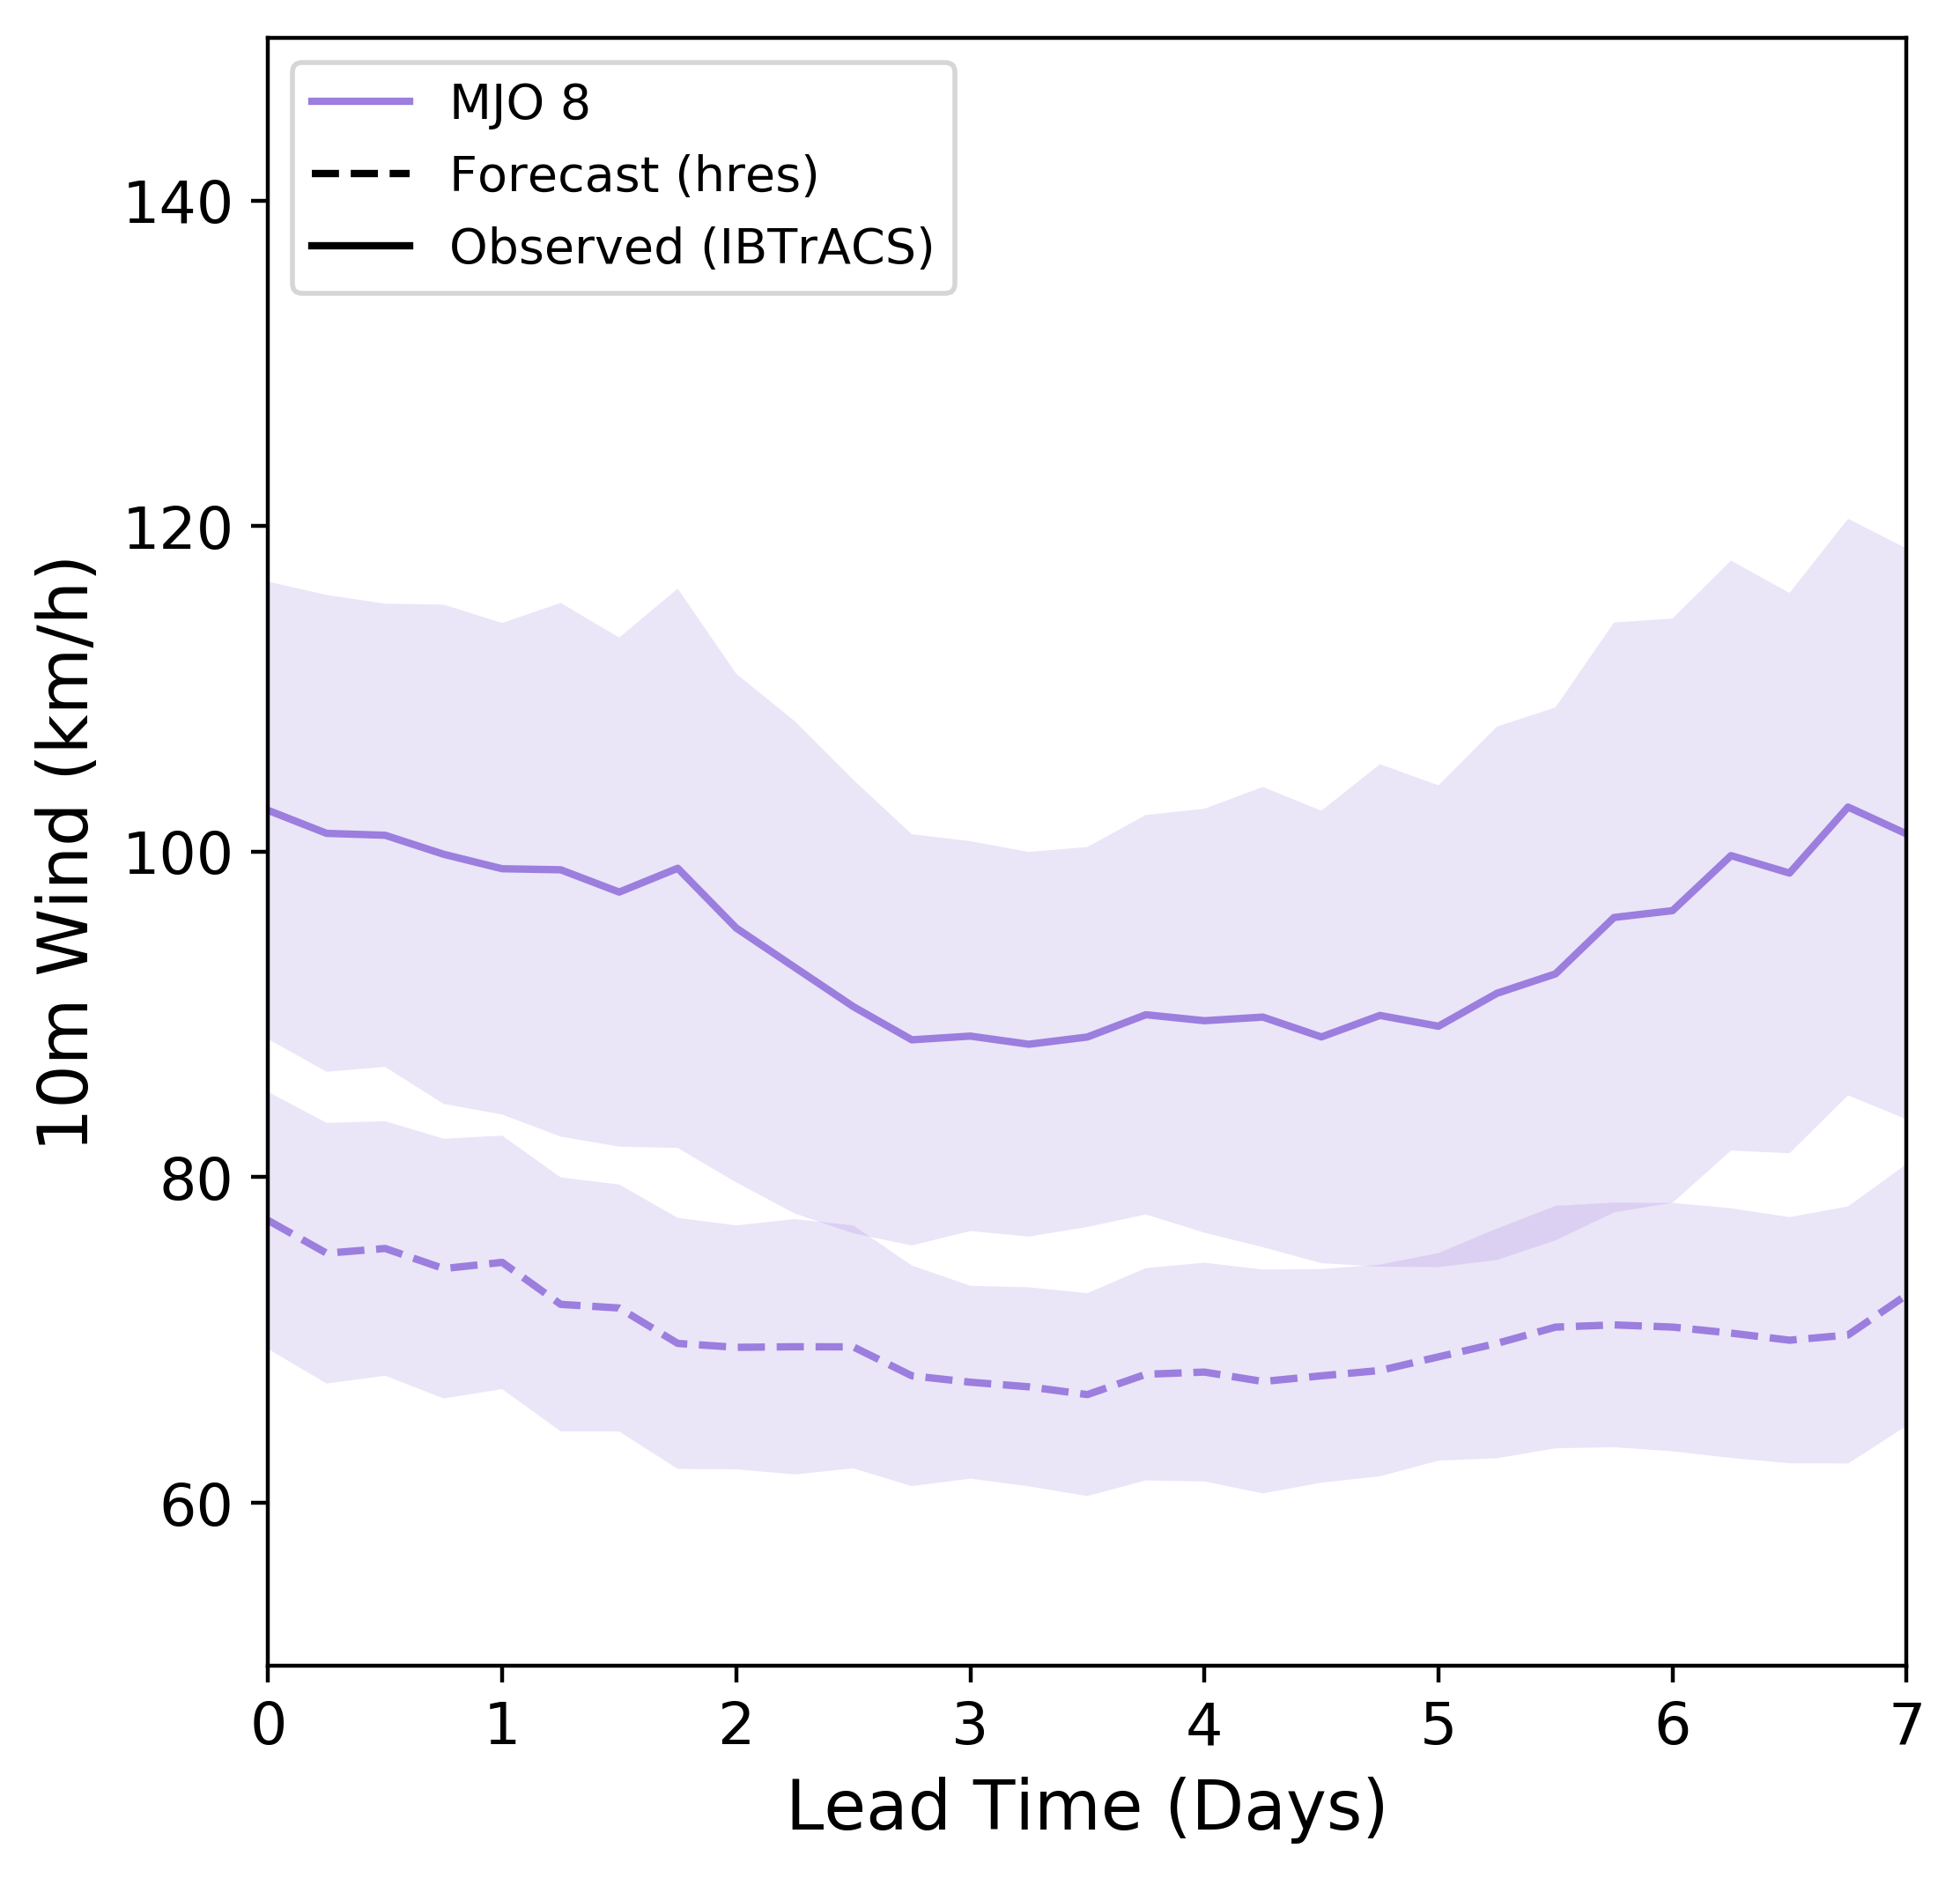 MJO 8
Forecast (hres)
Observed (IBTrACS)
140
120
100
80
60
10m Wind (km/h)
0 1 2 3 4 5 6 7
Lead Time (Days)